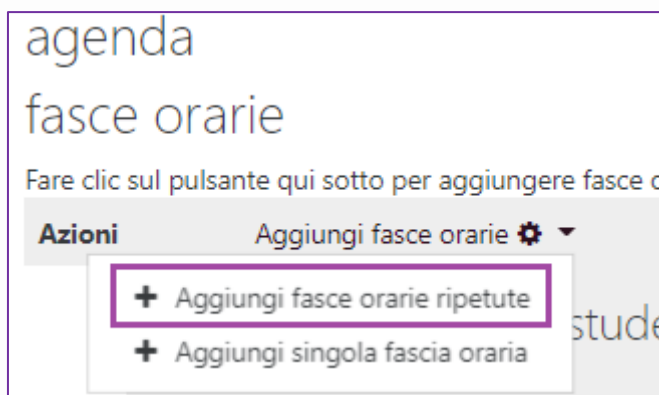 agenda
fasce orarie
Fare clic sul pulsante qui sotto per aggiungere fasce
Azioni Aggiungi fasce orarie
+ Aggiungi fasce orarie ripetute
+ Aggiungi singola fascia oraria